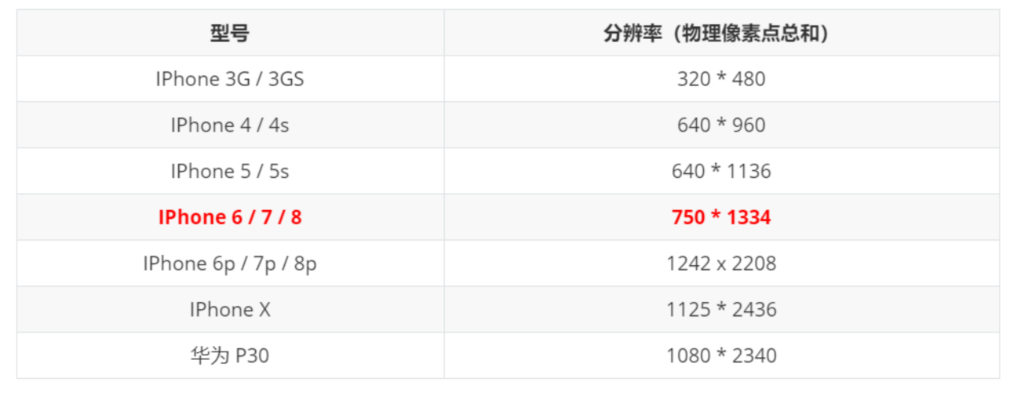 型号 分辨率（物理像素点总和）
IPhone 3G / 3GS 320 * 480
IPhone 4 / 4s 640 * 960
IPhone 5 / 5s 640 * 1136
IPhone 6 / 7 / 8 750 * 1334
IPhone 6p / 7p / 8p 1242 x 2208
IPhone X 1125 * 2436
华为 P30 1080 * 2340